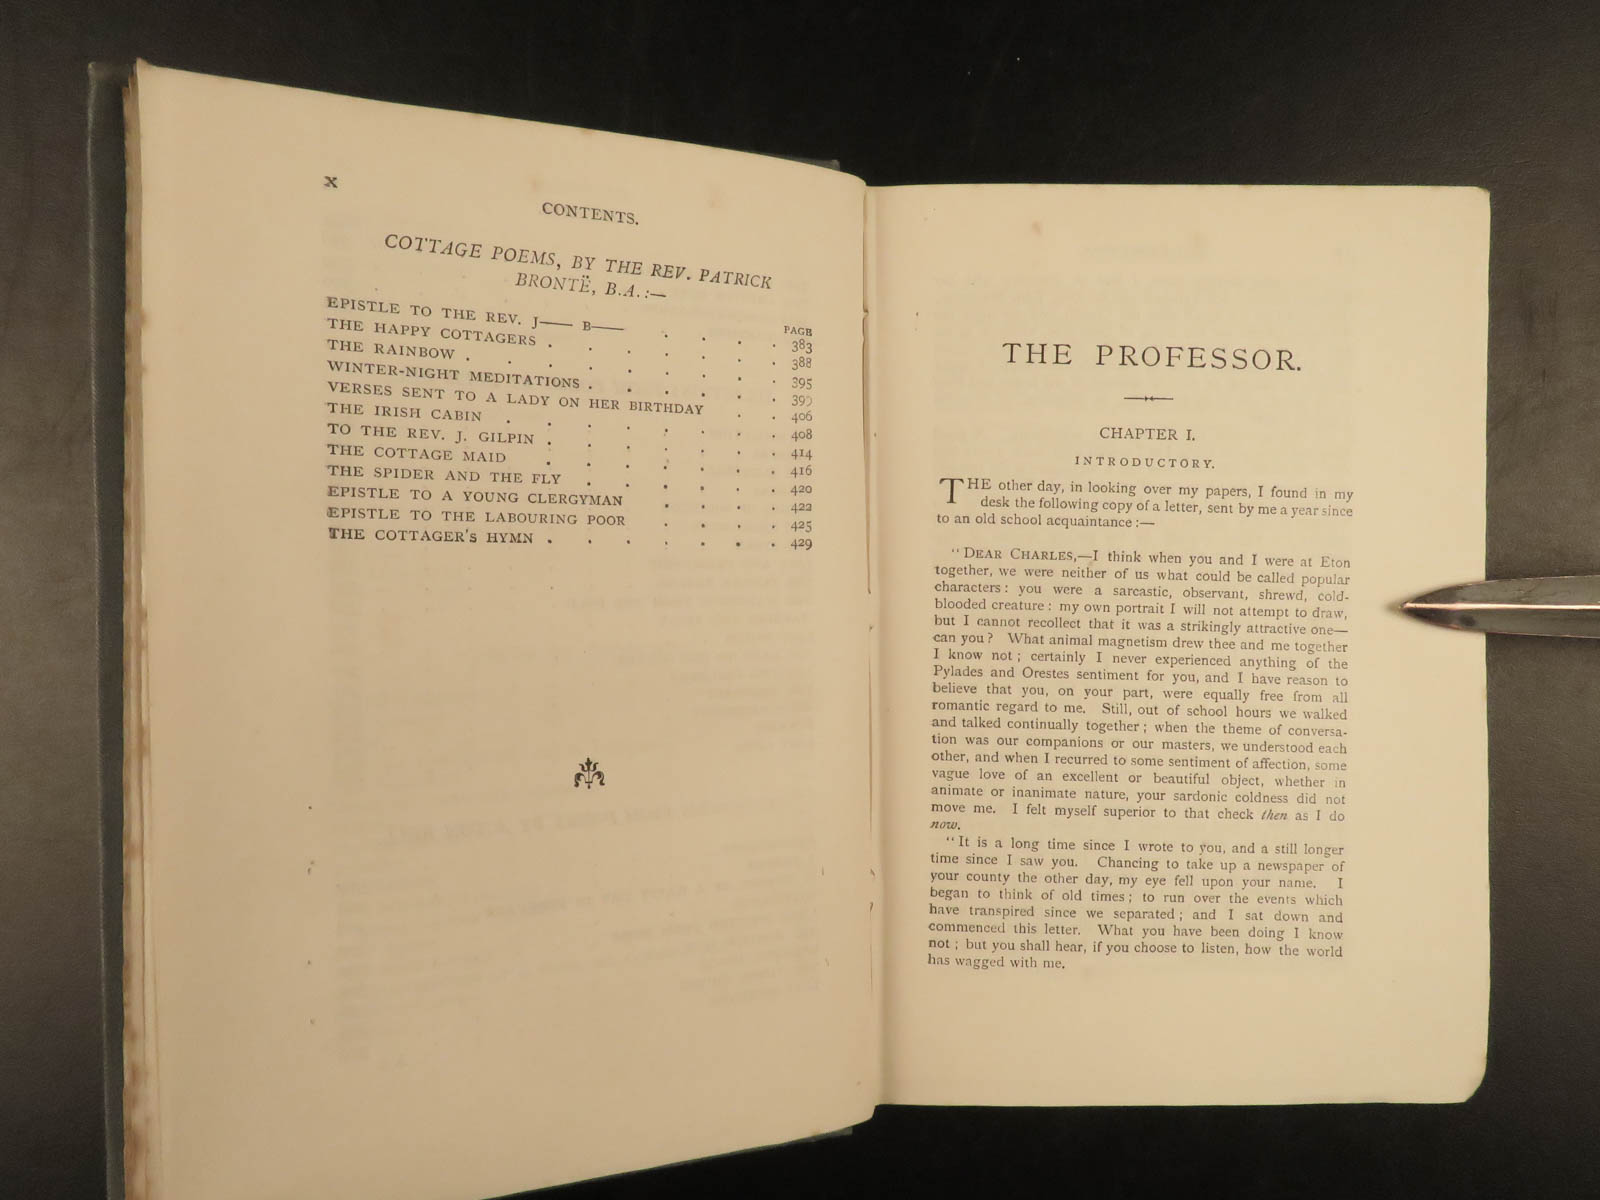 x
CONTENTS.
COTTAGE POEMS, BY THE REV. PATRICK
BRONTË, B.A.:—
PAGE
EPISTLE TO THE REV. J—— B—— . . . . 383
THE HAPPY COTTAGERS . . . . . . . 388
THE RAINBOW . . . . . . . . 395
WINTER-NIGHT MEDITATIONS . . . . . . 399
VERSES SENT TO A LADY ON HER BIRTHDAY . . 406
THE IRISH CABIN . . . . . . . 408
TO THE REV. J. GILPIN . . . . . . . 414
THE COTTAGE MAID . . . . . . . 416
THE SPIDER AND THE FLY . . . . . . 420
EPISTLE TO A YOUNG CLERGYMAN . . . . 422
EPISTLE TO THE LABOURING POOR . . . . 425
THE COTTAGER'S HYMN . . . . . . . 429
THE PROFESSOR.
CHAPTER I.
INTRODUCTORY.
THE other day, in looking over my papers, I found in my
desk the following copy of a letter, sent by me a year since
to an old school acquaintance:—
"DEAR CHARLES,—I think when you and I were at Eton
together, we were neither of us what could be called popular
characters: you were a sarcastic, observant, shrewd, cold-
blooded creature: my own portrait I will not attempt to draw,
but I cannot recollect that it was a strikingly attractive one—
can you? What animal magnetism drew thee and me together
I know not; certainly I never experienced anything of the
Pylades and Orestes sentiment for you, and I have reason to
believe that you, on your part, were equally free from all
romantic regard to me. Still, out of school hours we walked
and talked continually together; when the theme of conversa-
tion was our companions or our masters, we understood each
other, and when I recurred to some sentiment of affection, some
vague love of an excellent or beautiful object, whether in
animate or inanimate nature, your sardonic coldness did not
move me. I felt myself superior to that check then as I do
now.
"It is a long time since I wrote to you, and a still longer
time since I saw you. Chancing to take up a newspaper of
your county the other day, my eye fell upon your name. I
began to think of old times; to run over the events which
have transpired since we separated; and I sat down and
commenced this letter. What you have been doing I know
not; but you shall hear, if you choose to listen, how the world
has wagged with me.